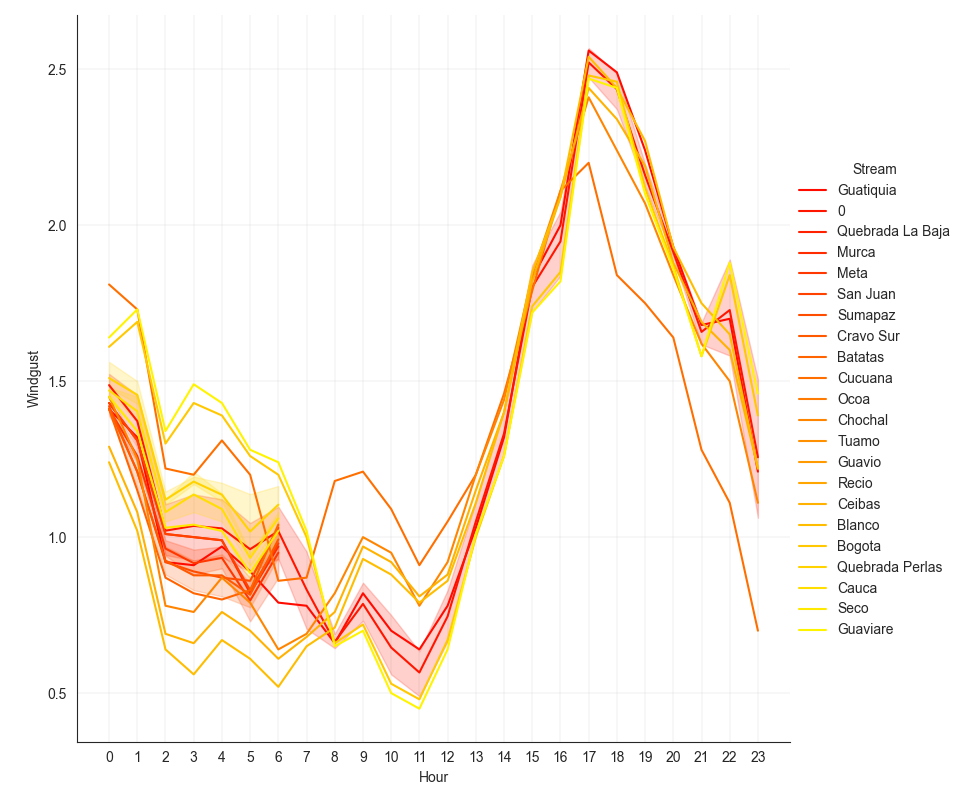 2.5
2.0
1.5
1.0
0.5
Windgust
0 1 2 3 4 5 6 7 8 9 10 11 12 13 14 15 16 17 18 19 20 21 22 23
Hour
Stream
Guatiquia
0
Quebrada La Baja
Murca
Meta
San Juan
Sumapaz
Cravo Sur
Batatas
Cucuana
Ocoa
Chochal
Tuamo
Guavio
Recio
Ceibas
Blanco
Bogota
Quebrada Perlas
Cauca
Seco
Guaviare